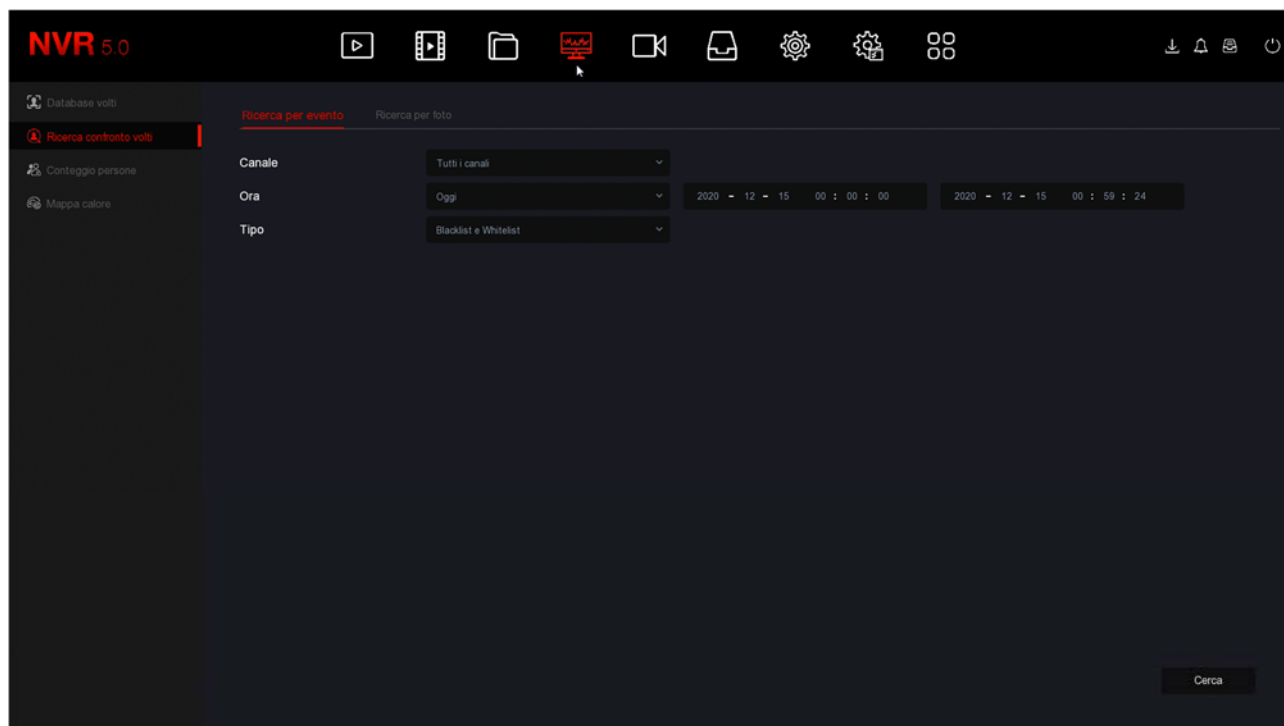 NVR 5.0
Database volti
Ricerca confronto volti
Conteggio persone
Mappa calore
Ricerca per evento Ricerca per foto
Canale Tutti i canali
Ora Oggi 2020 - 12 - 15 00 : 00 : 00 2020 - 12 - 15 00 : 59 : 24
Tipo Blacklist e Whitelist
Cerca